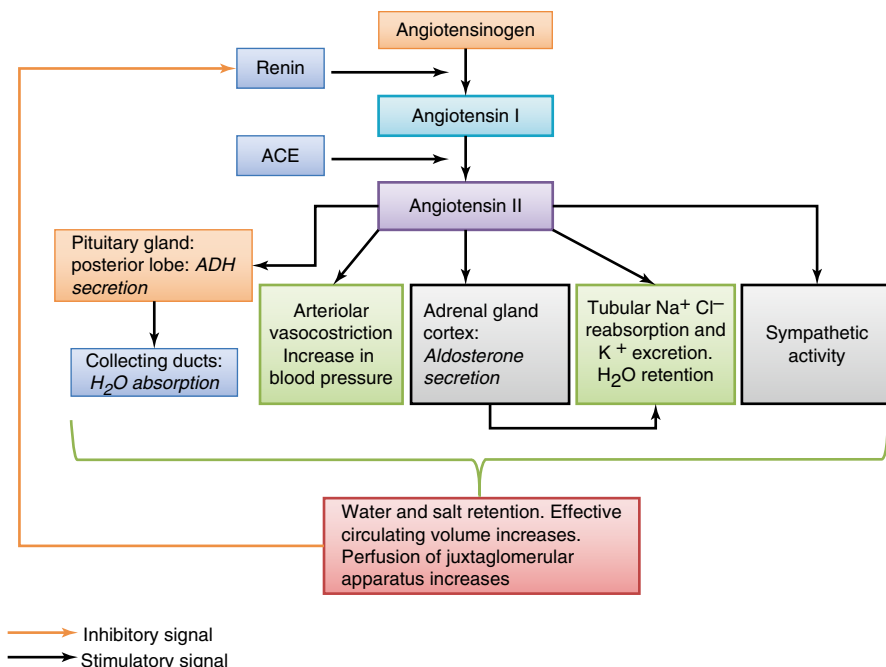 Angiotensinogen
Renin
Angiotensin I
ACE
Angiotensin II
Pituitary gland:
posterior lobe: ADH
secretion
Collecting ducts:
H₂O absorption
Arteriolar
vasocostriction
Increase in
blood pressure
Adrenal gland
cortex:
Aldosterone
secretion
Tubular Na⁺ Cl⁻
reabsorption and
K⁺ excretion.
H₂O retention
Sympathetic
activity
Water and salt retention. Effective
circulating volume increases.
Perfusion of juxtaglomerular
apparatus increases
Inhibitory signal
Stimulatory signal